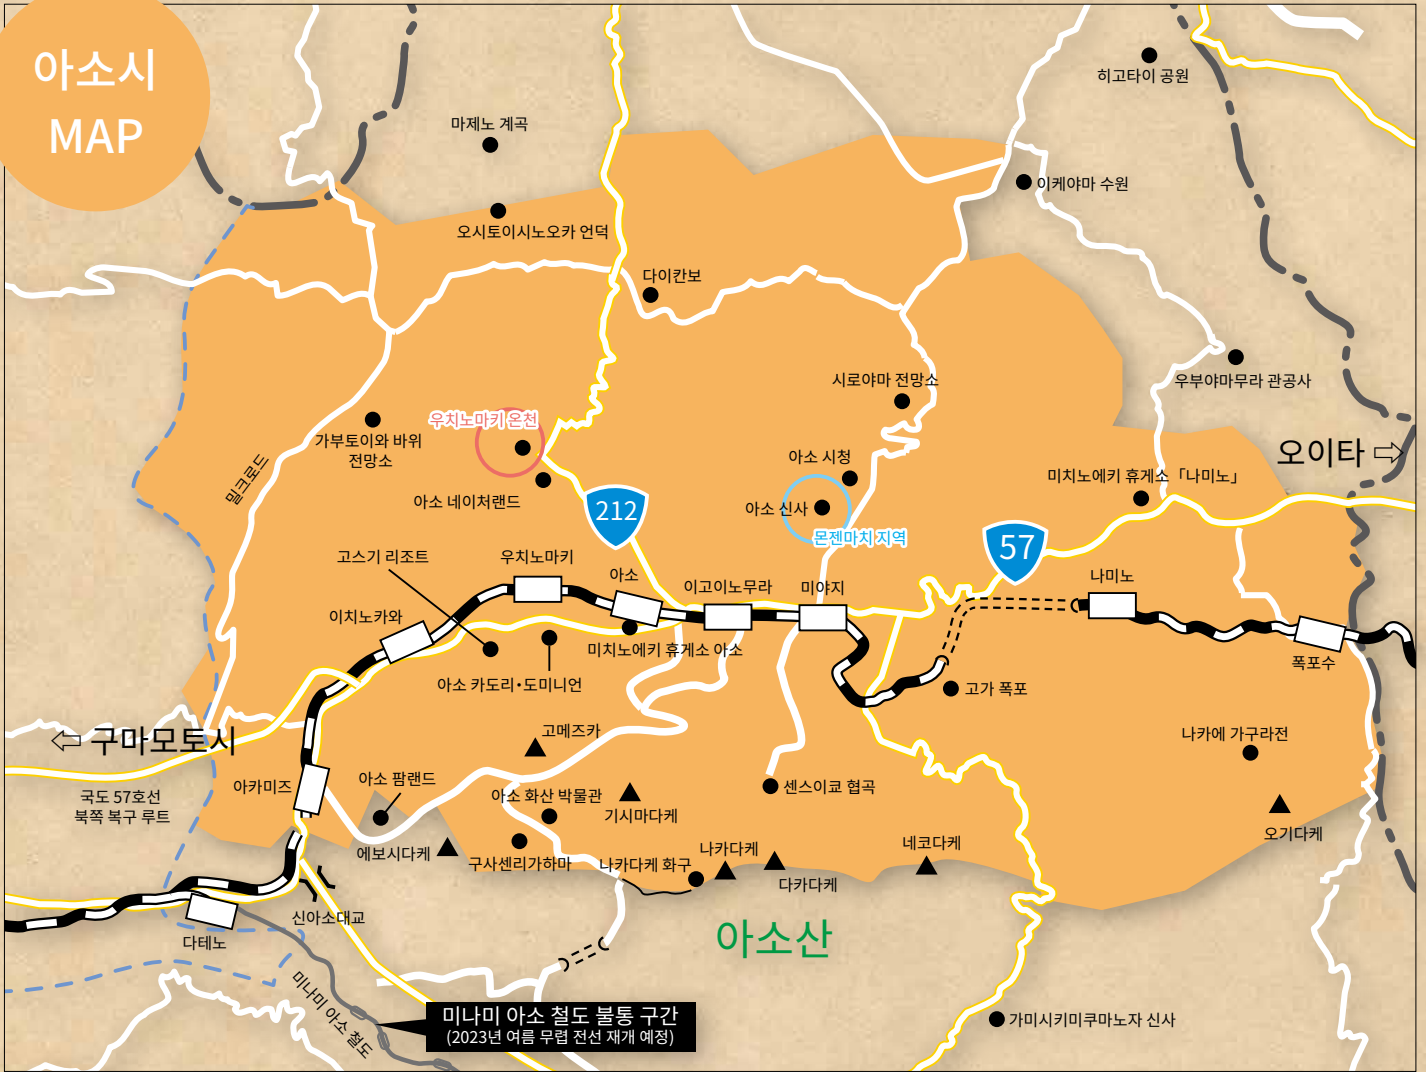 아소시
MAP
히고타이 공원
마제노 계곡
이케야마 수원
오시토이시노오카 언덕
다이칸보
우부야마무라 관공사
시로야마 전망소
우치노마키 온천
가부토이와 바위
전망소
오이타
아소 시청
미치노에키 휴게소「나미노」
밀크로드
아소 네이처랜드
아소 신사
212
몬젠마치 지역
57
고스기 리조트
우치노마키
아소
이고이노무라
미야지
나미노
이치노카와
미치노에키 휴게소 아소
폭포수
아소 카도리·도미니언
고가 폭포
고메즈카
나카에 가구라전
구마모토시
아카미즈
아소 팜랜드
센스이쿄 협곡
국도 57호선
북쪽 복구 루트
아소 화산 박물관
기시마다케
오기다케
에보시다케
구사센리가하마
나카다케 화구
나카다케
다카다케
네코다케
신아소대교
다테노
아소산
미나미 아소 철도
미나미 아소 철도 불통 구간
(2023년 여름 무렵 전선 재개 예정)
가미시키미쿠마노자 신사